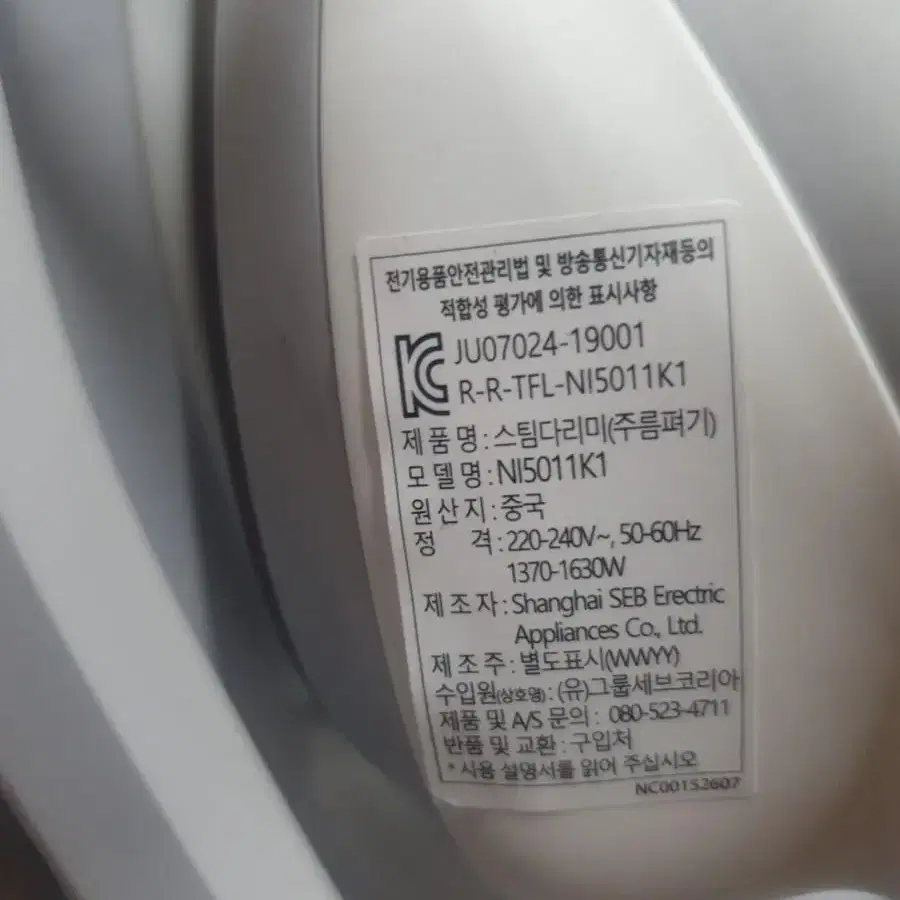 전기용품안전관리법 및 방송통신기자재등의
적합성 평가에 의한 표시사항
JU07024-19001
R-R-TFL-NI5011K1
제품명:스팀다리미(주름펴기)
모델명:NI5011K1
원산지:중국
정 격:220-240V~, 50-60Hz
1370-1630W
제조자:Shanghai SEB Erectric
Appliances Co., Ltd.
제조주:별도표시(WWYY)
수입원(상호명):(유)그룹세브코리아
제품 및 A/S 문의: 080-523-4711
반품 및 교환:구입처
*사용 설명서를 읽어 주십시오
NC00152607